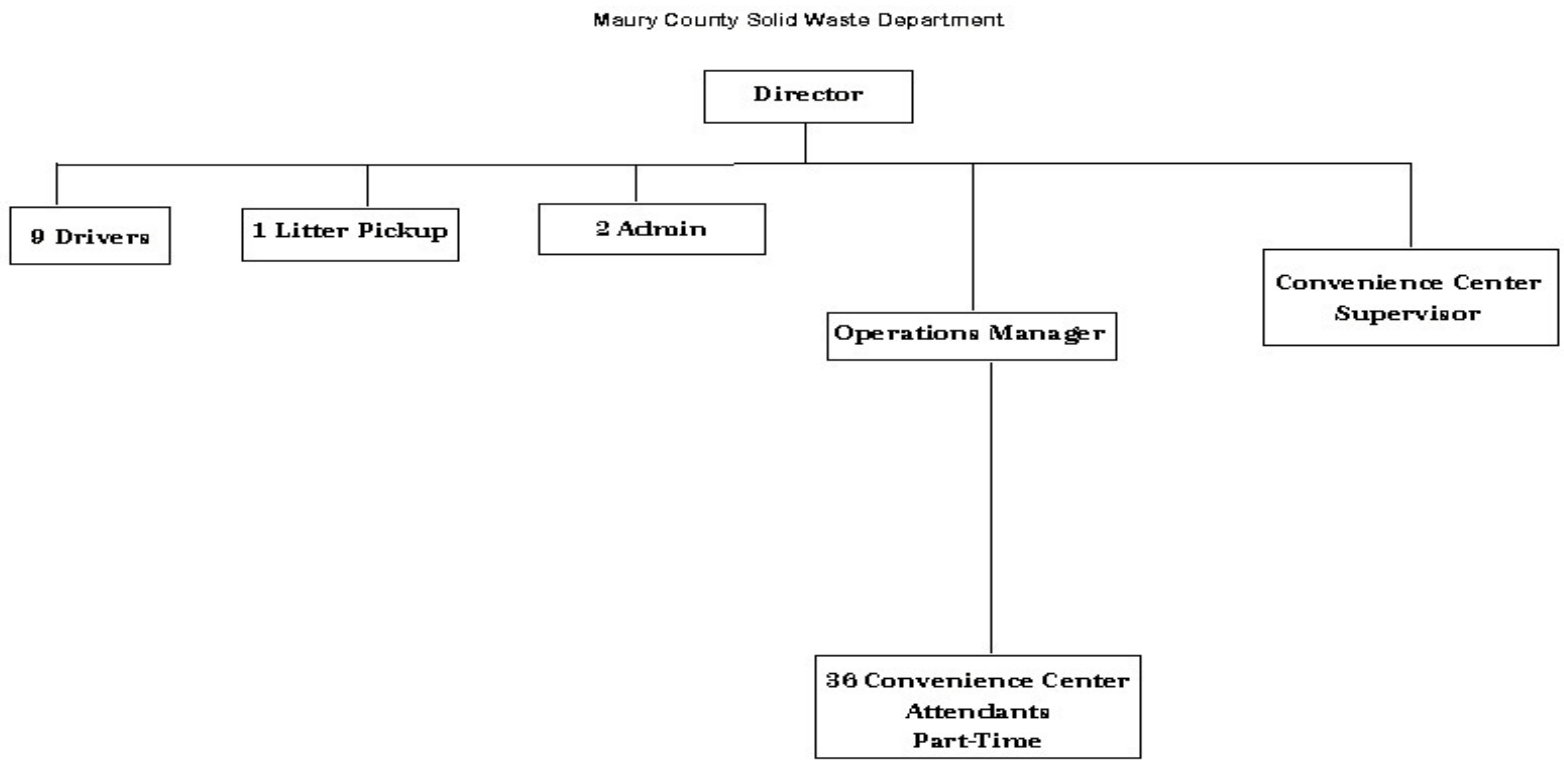 Maury County Solid Waste Department
Director
9 Drivers
1 Litter Pickup
2 Admin
Convenience Center
Supervisor
Operations Manager
36 Convenience Center
Attendants
Part-Time